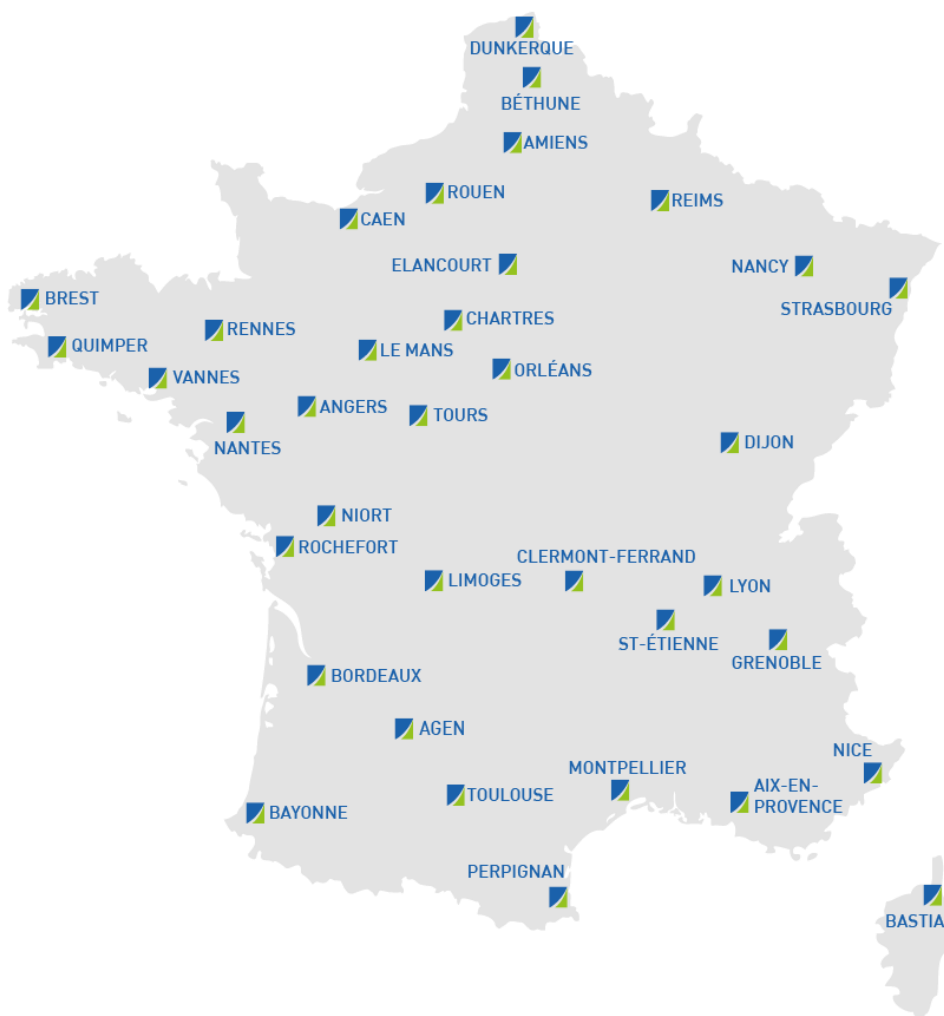 DUNKERQUE
BÉTHUNE
AMIENS
ROUEN
REIMS
CAEN
ELANCOURT
NANCY
BREST
STRASBOURG
CHARTRES
RENNES
QUIMPER
LE MANS
ORLÉANS
VANNES
ANGERS
TOURS
NANTES
DIJON
NIORT
ROCHEFORT
CLERMONT-FERRAND
LIMOGES
LYON
ST-ÉTIENNE
GRENOBLE
BORDEAUX
AGEN
NICE
MONTPELLIER
AIX-EN-
PROVENCE
TOULOUSE
BAYONNE
PERPIGNAN
BASTIA